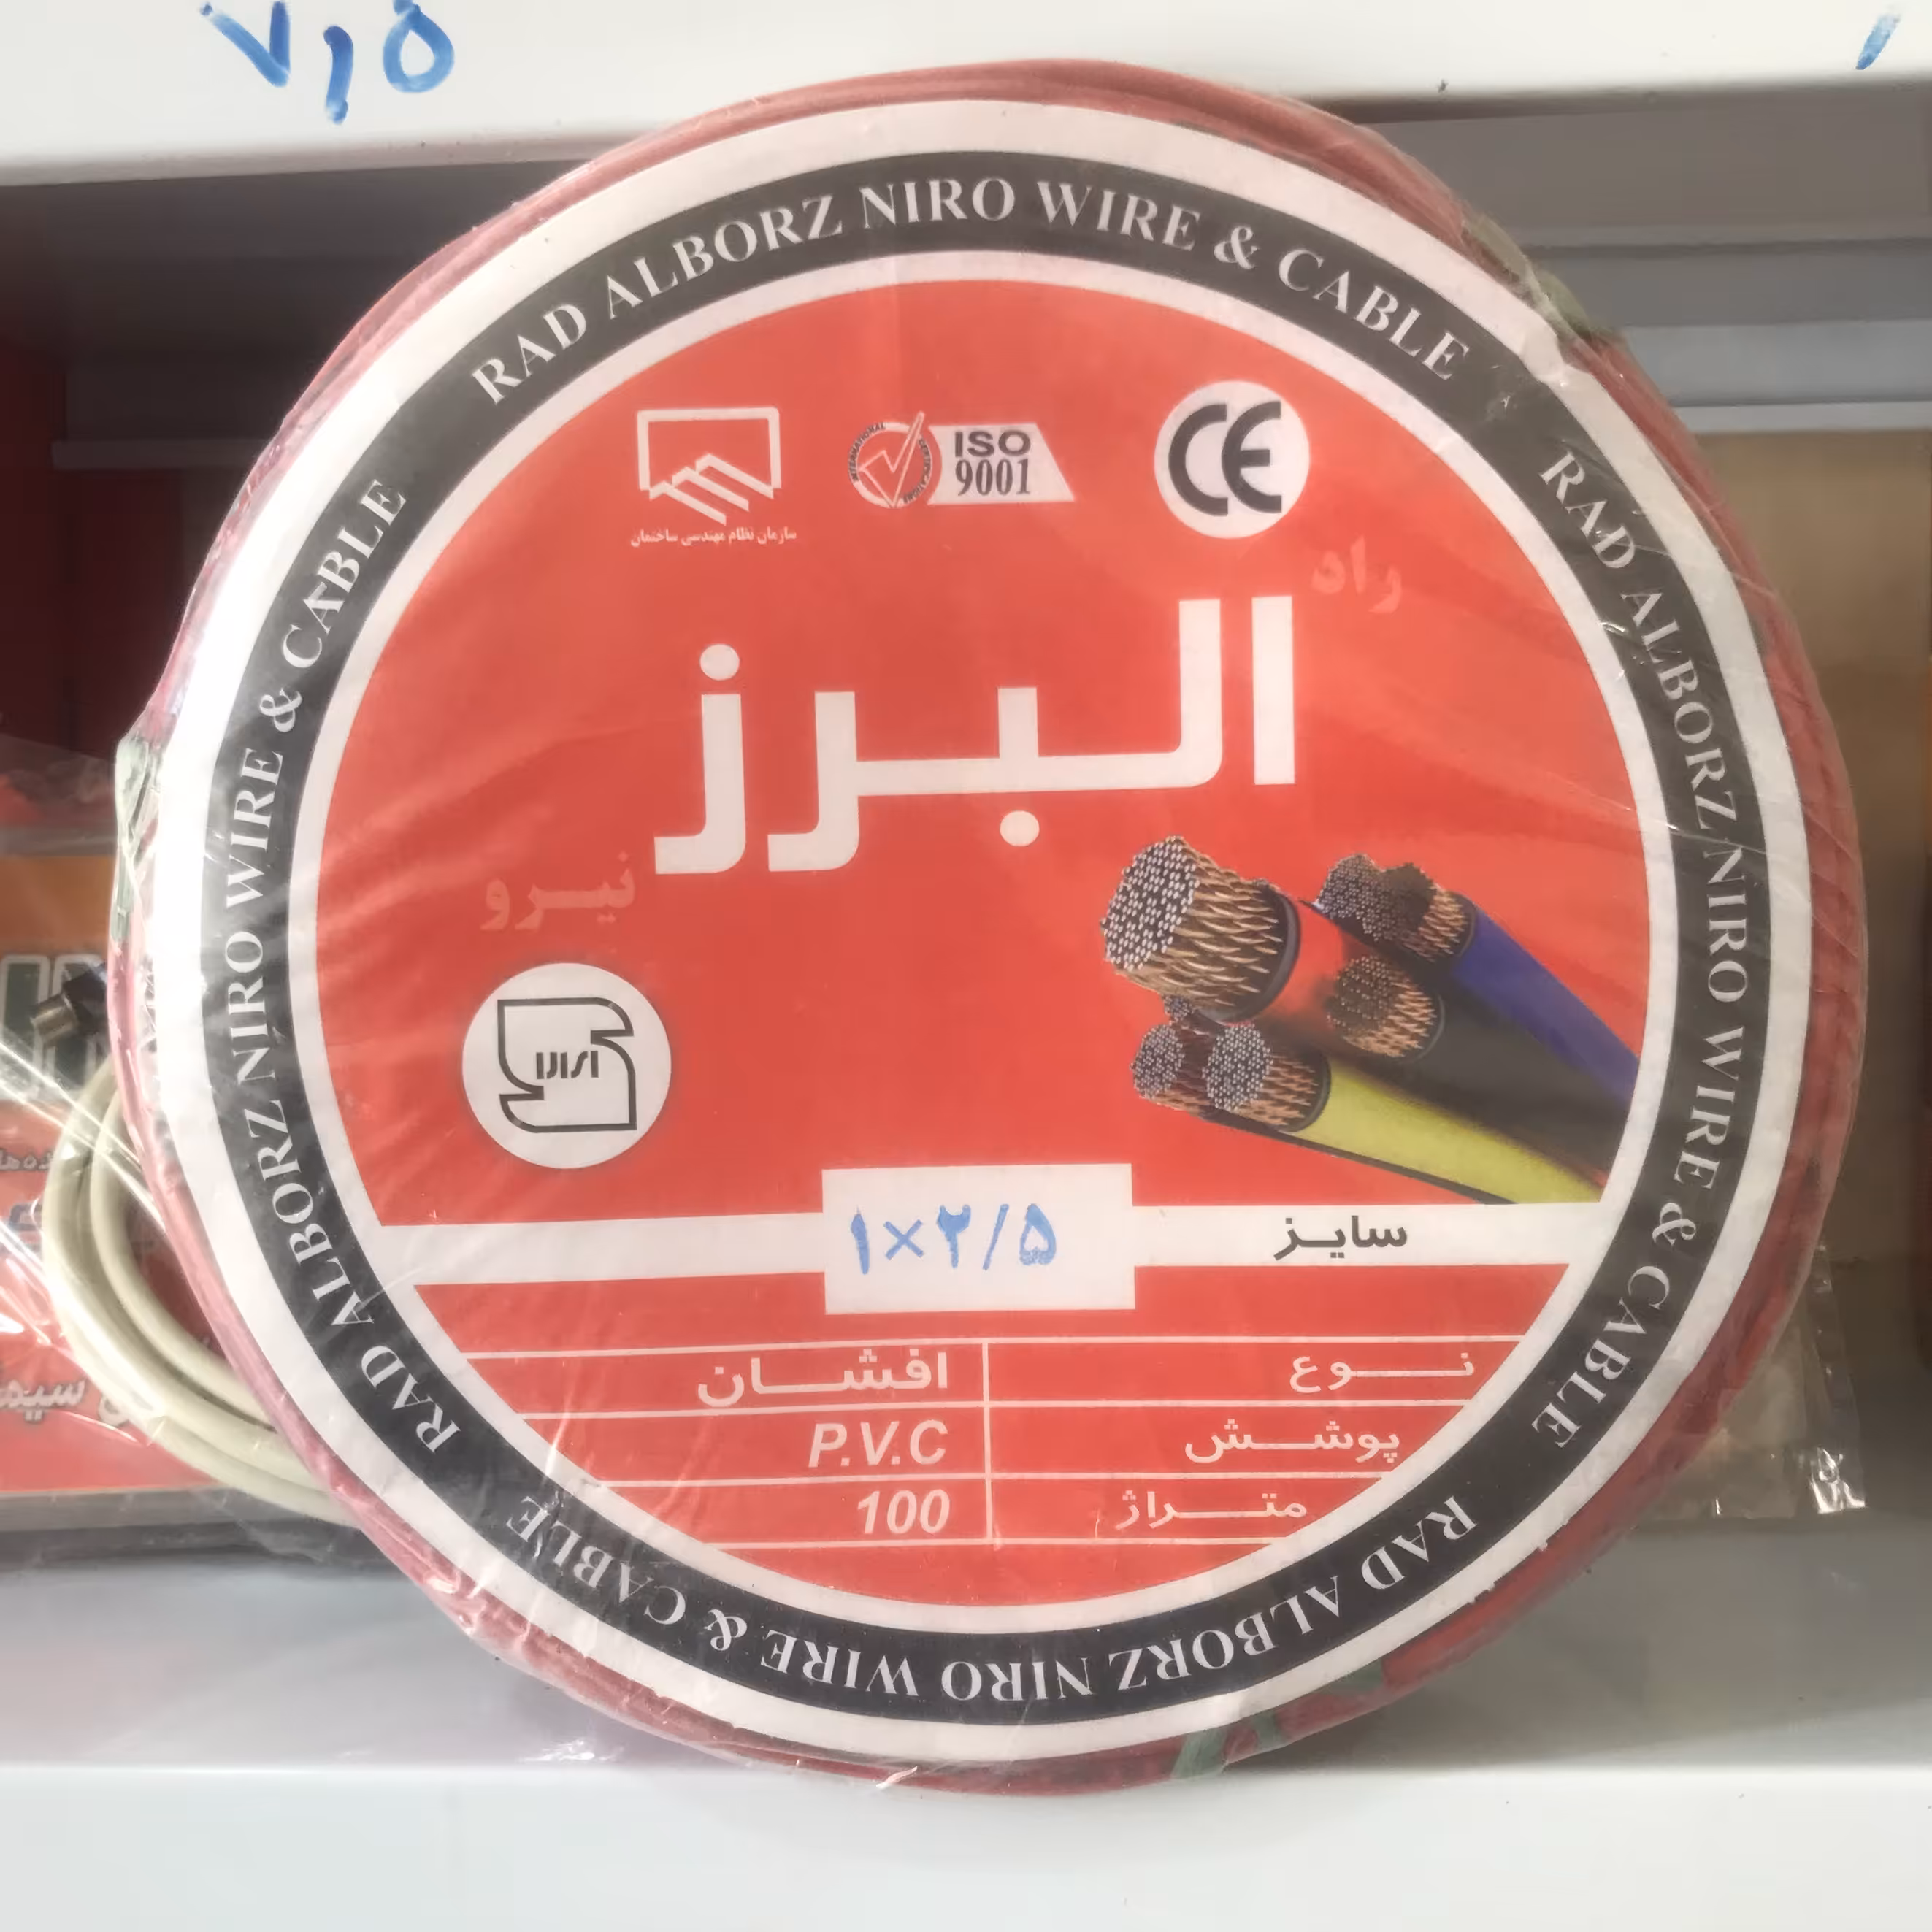 ۷٫۵
RAD ALBORZ NIRO WIRE & CABLE
RAD ALBORZ NIRO WIRE & CABLE
RAD ALBORZ NIRO WIRE & CABLE
RAD ALBORZ NIRO WIRE & CABLE
سازمان نظام مهندسی ساختمان
ISO
9001
CE
راه
البرز
نیرو
سایز
۱×۲/۵
نوع افشان
پوشش P.V.C
متراژ 100